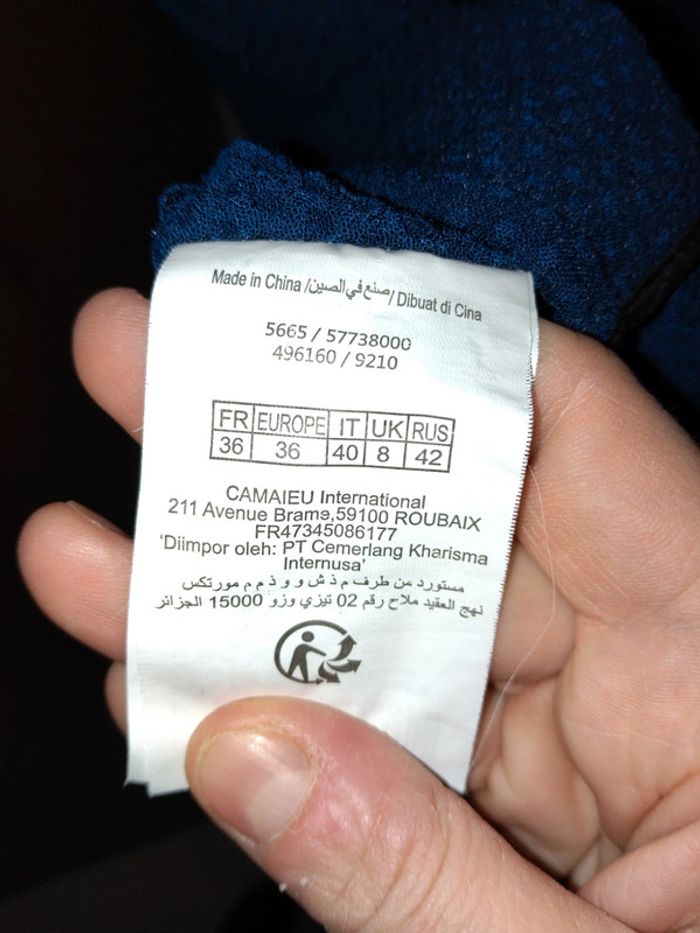 Made in China /صنع في الصين/ Dibuat di Cina
5665 / 57738000
496160 / 9210
FR EUROPE IT UK RUS
36 36 40 8 42
CAMAIEU International
211 Avenue Brame,59100 ROUBAIX
FR47345086177
'Diimpor oleh: PT Cemerlang Kharisma
Internusa'
مستورد من طرف م ذ ش و و ذ م م مورتكس
نهج العقيد ملاح رقم 02 تيزي وزو 15000 الجزائر